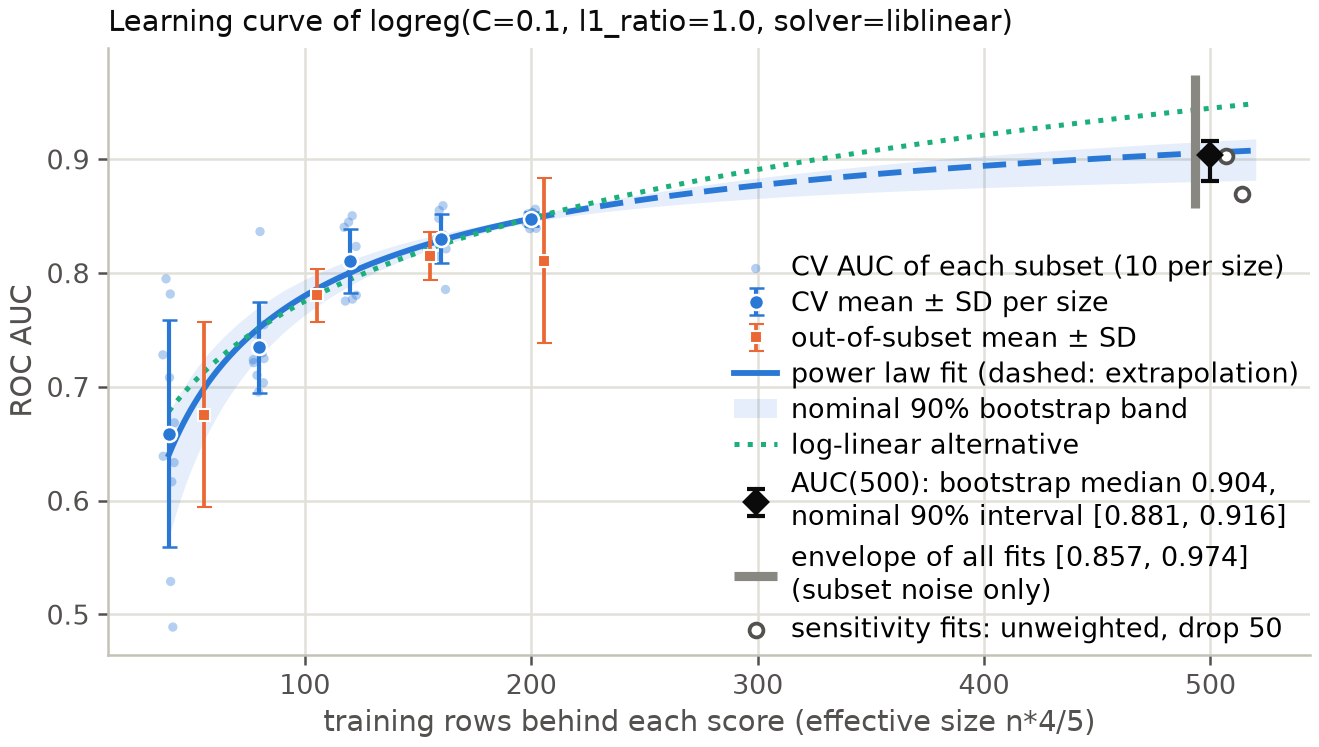 Learning curve of logreg(C=0.1, l1_ratio=1.0, solver=liblinear)
ROC AUC
0.9
0.8
0.7
0.6
0.5
CV AUC of each subset (10 per size)
CV mean ± SD per size
out-of-subset mean ± SD
power law fit (dashed: extrapolation)
nominal 90% bootstrap band
log-linear alternative
AUC(500): bootstrap median 0.904,
nominal 90% interval [0.881, 0.916]
envelope of all fits [0.857, 0.974]
(subset noise only)
sensitivity fits: unweighted, drop 50
100
200
300
400
500
training rows behind each score (effective size n*4/5)